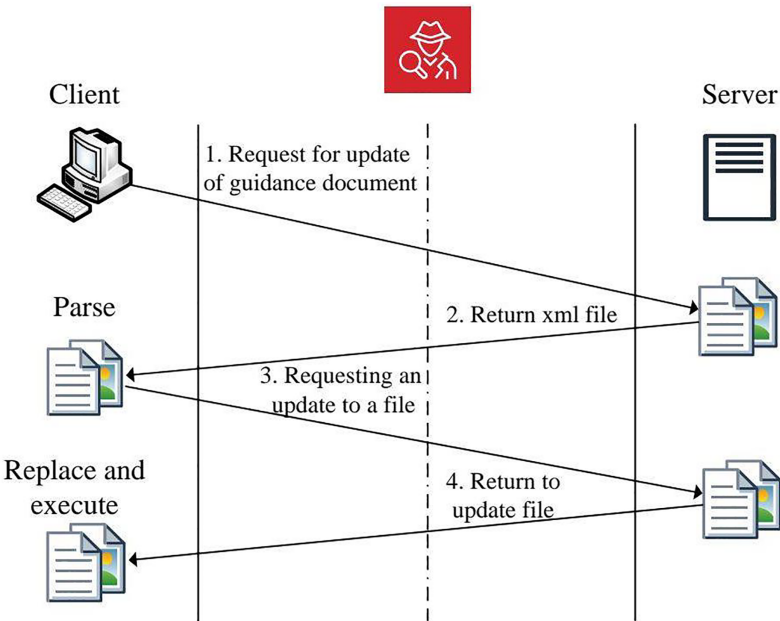 Client
Server
1. Request for update
of guidance document
Parse
2. Return xml file
3. Requesting an
update to a file
Replace and
execute
4. Return to
update file